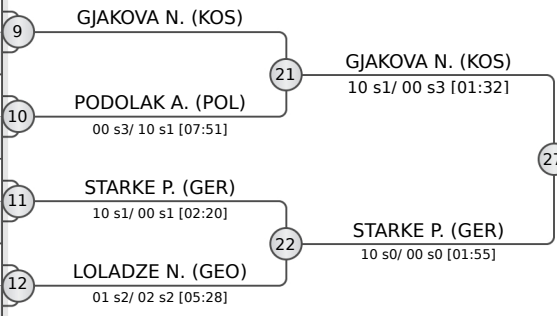 9
GJAKOVA N. (KOS)
21
GJAKOVA N. (KOS)
10 s1/ 00 s3 [01:32]
10
PODOLAK A. (POL)
00 s3/ 10 s1 [07:51]
27
11
STARKE P. (GER)
10 s1/ 00 s1 [02:20]
22
STARKE P. (GER)
10 s0/ 00 s0 [01:55]
12
LOLADZE N. (GEO)
01 s2/ 02 s2 [05:28]